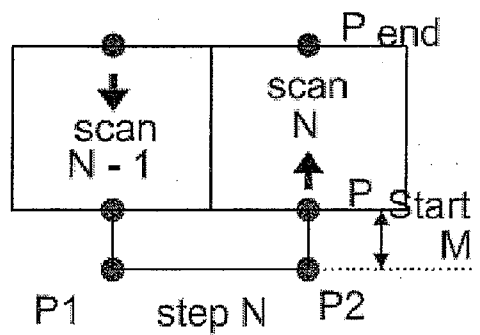 P end
scan
N - 1
scan
N
P Start
M
P1
step N
P2